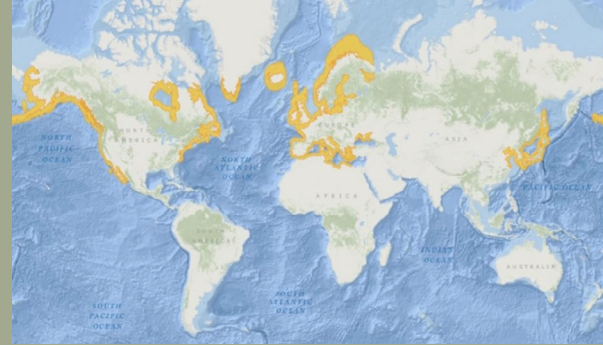 NORTH
PACIFIC
OCEAN
NORTH
AMERICA
NORTH
ATLANTIC
OCEAN
EUROPE
ASIA
AFRICA
PACIFIC OCEAN
SOUTH
AMERICA
INDIAN
OCEAN
AUSTRALIA
SOUTH
PACIFIC
OCEAN
SOUTH
ATLANTIC
OCEAN